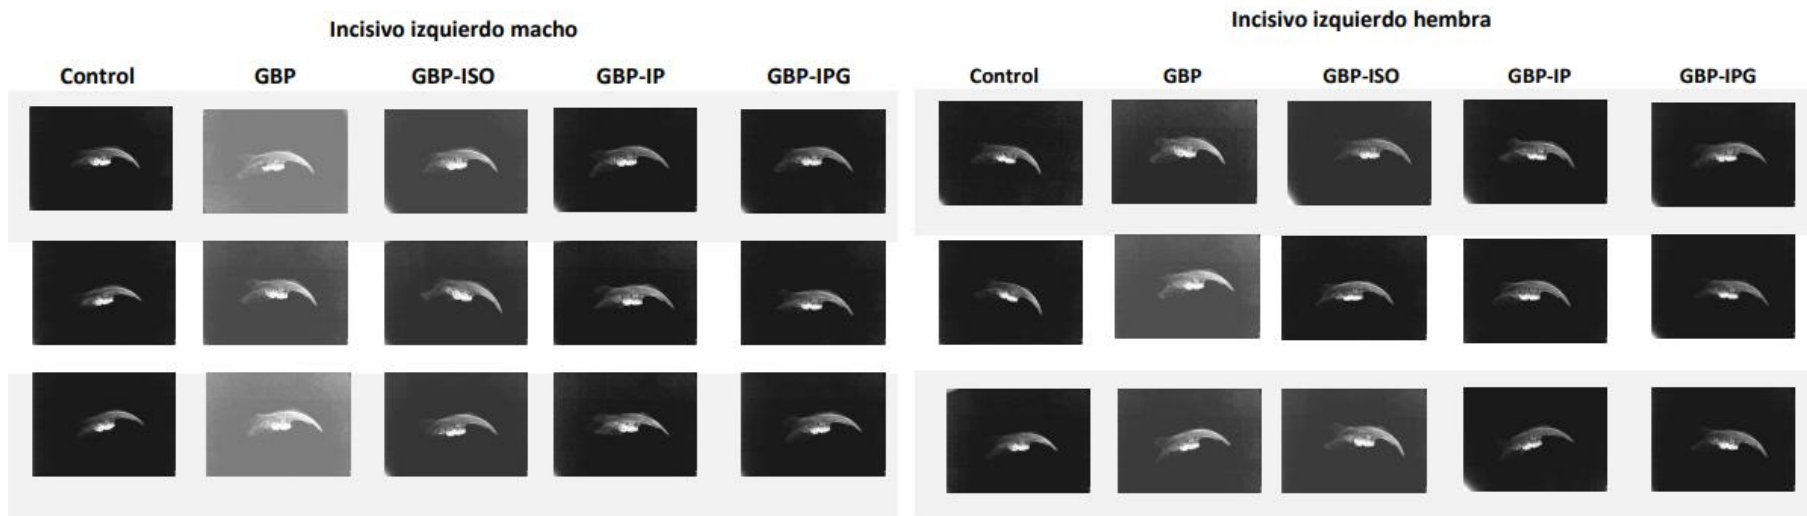 Incisivo izquierdo macho
Control GBP GBP-ISO GBP-IP GBP-IPG
Incisivo izquierdo hembra
Control GBP GBP-ISO GBP-IP GBP-IPG